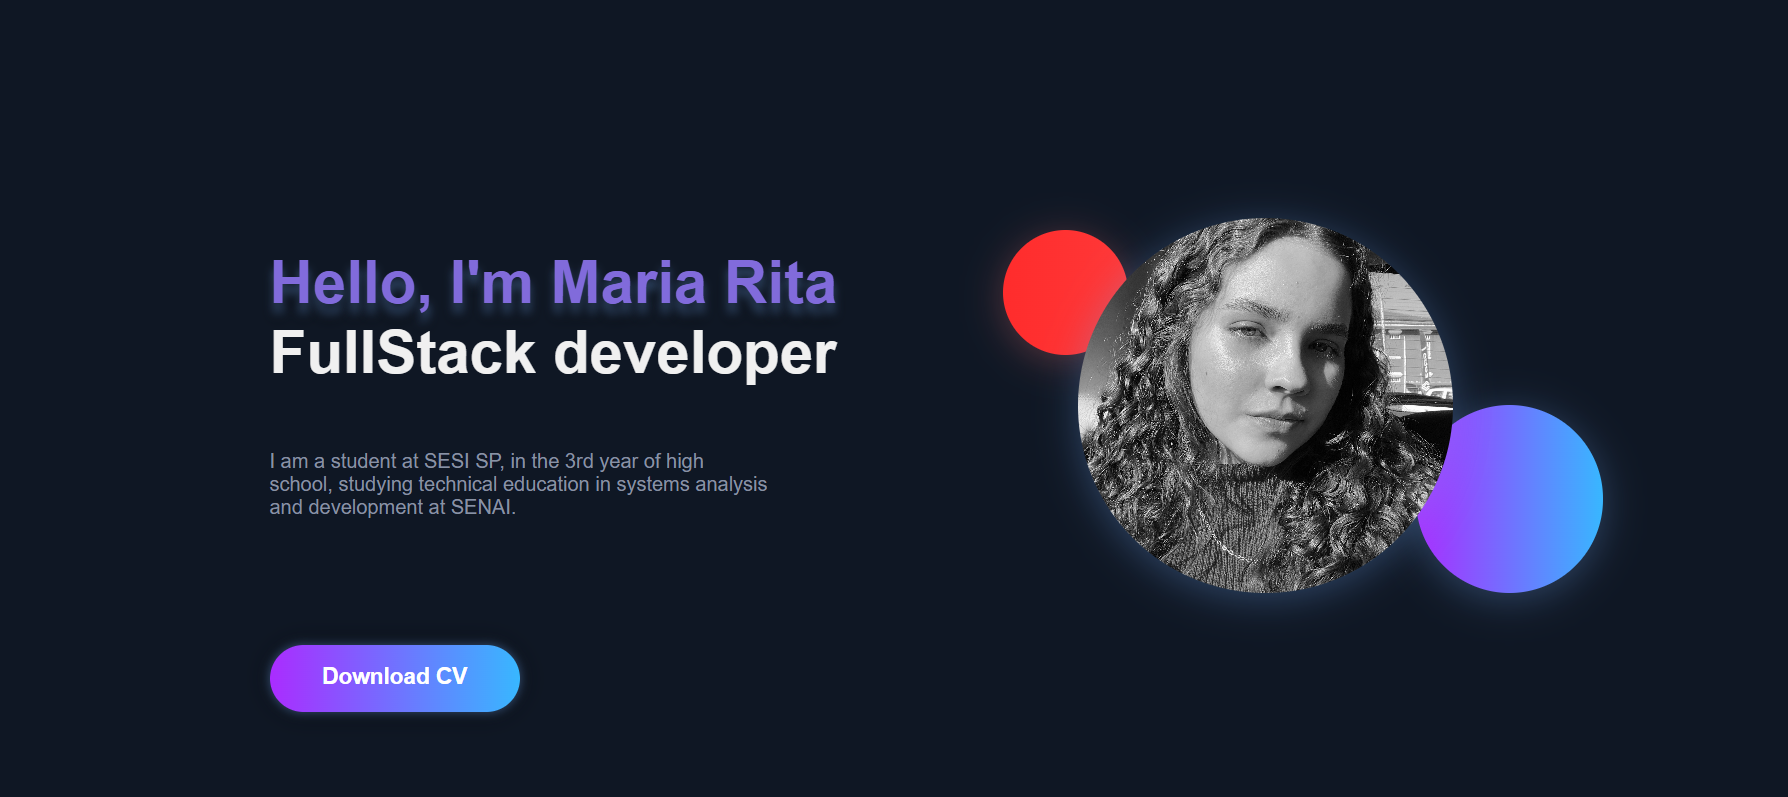 Hello, I'm Maria Rita
FullStack developer
I am a student at SESI SP, in the 3rd year of high
school, studying technical education in systems analysis
and development at SENAI.
Download CV